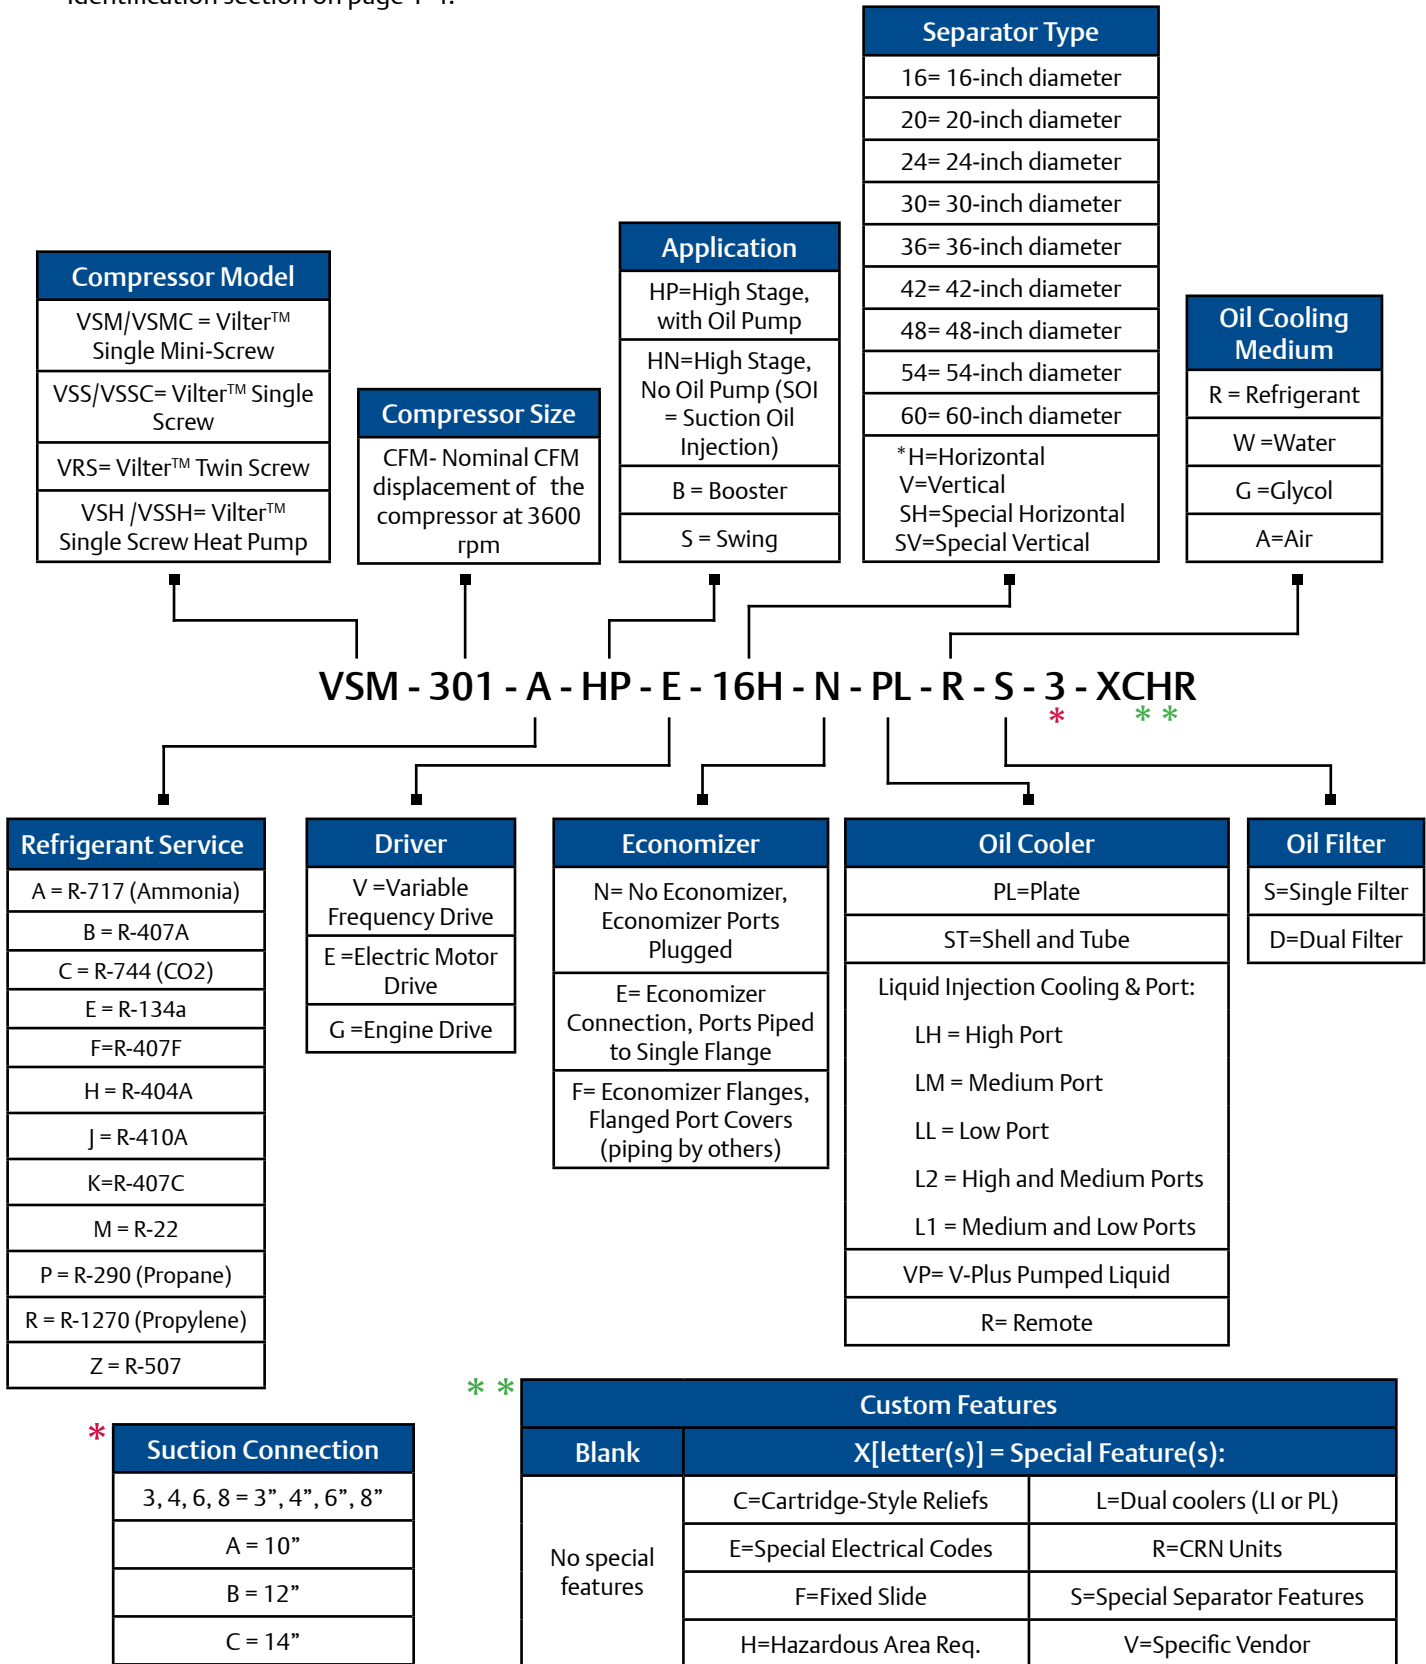 Separator Type
16= 16-inch diameter
20= 20-inch diameter
24= 24-inch diameter
30= 30-inch diameter
36= 36-inch diameter
42= 42-inch diameter
48= 48-inch diameter
54= 54-inch diameter
60= 60-inch diameter
*H=Horizontal
V=Vertical
SH=Special Horizontal
SV=Special Vertical
Application
HP=High Stage,
with Oil Pump
HN=High Stage,
No Oil Pump (SOI
= Suction Oil
Injection)
B = Booster
S = Swing
Compressor Model
VSM/VSMC = Vilter™
Single Mini-Screw
VSS/VSSC= Vilter™ Single
Screw
VRS= Vilter™ Twin Screw
VSH /VSSH= Vilter™
Single Screw Heat Pump
Compressor Size
CFM- Nominal CFM
displacement of the
compressor at 3600
rpm
Oil Cooling
Medium
R = Refrigerant
W =Water
G =Glycol
A=Air
VSM - 301 - A - HP - E - 16H - N - PL - R - S - 3 - XCHR
* * *
Refrigerant Service
A = R-717 (Ammonia)
B = R-407A
C = R-744 (CO2)
E = R-134a
F=R-407F
H = R-404A
J = R-410A
K=R-407C
M = R-22
P = R-290 (Propane)
R = R-1270 (Propylene)
Z = R-507
Driver
V =Variable
Frequency Drive
E =Electric Motor
Drive
G =Engine Drive
Economizer
N= No Economizer,
Economizer Ports
Plugged
E= Economizer
Connection, Ports Piped
to Single Flange
F= Economizer Flanges,
Flanged Port Covers
(piping by others)
Oil Cooler
PL=Plate
ST=Shell and Tube
Liquid Injection Cooling & Port:
LH = High Port
LM = Medium Port
LL = Low Port
L2 = High and Medium Ports
L1 = Medium and Low Ports
VP= V-Plus Pumped Liquid
R= Remote
Oil Filter
S=Single Filter
D=Dual Filter
*
Suction Connection
3, 4, 6, 8 = 3”, 4”, 6”, 8”
A = 10”
B = 12”
C = 14”
* *
Custom Features
Blank
X[letter(s)] = Special Feature(s):
No special
features
C=Cartridge-Style Reliefs
L=Dual coolers (LI or PL)
E=Special Electrical Codes
R=CRN Units
F=Fixed Slide
S=Special Separator Features
H=Hazardous Area Req.
V=Specific Vendor